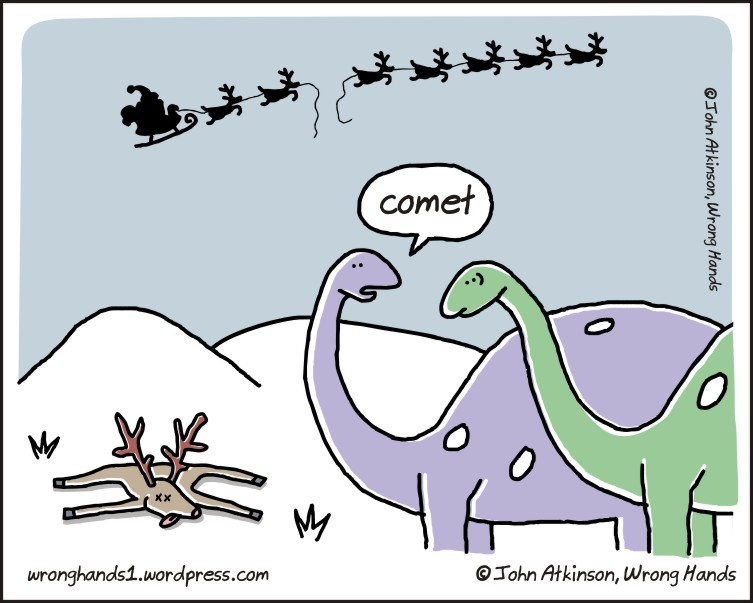 comet
© John Atkinson, Wrong Hands
wronghands1.wordpress.com
© John Atkinson, Wrong Hands